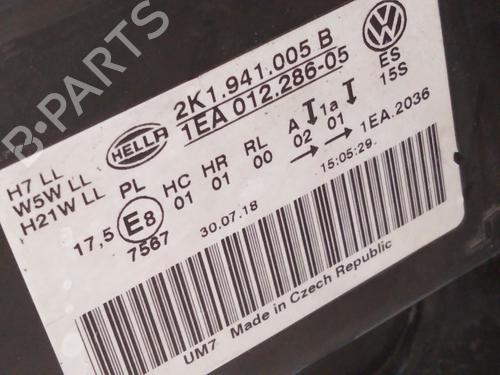 B-PARTS
2K1.941.005 B
1EA 012.286-05
HELLA
ES
15S
H7 LL
W5W LL
H21W LL
PL HC HR RL A 1a
01 01 00 02 01
1EA.2036
17,5 E8
7567
30.07.18
15:05:29
UM7 Made in Czech Republic